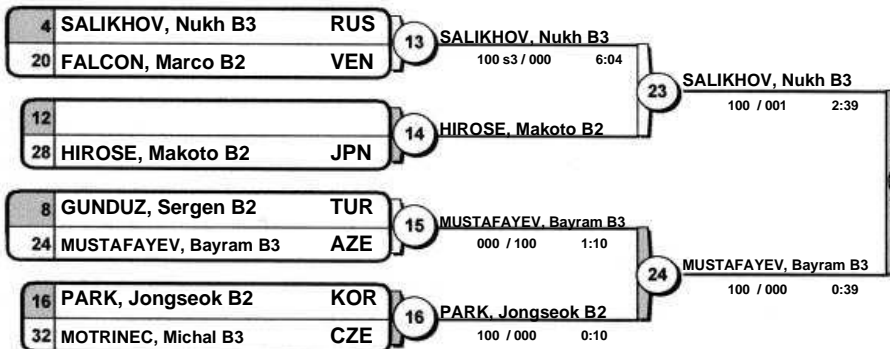 4 SALIKHOV, Nukh B3 RUS
20 FALCON, Marco B2 VEN
13
SALIKHOV, Nukh B3
100 s3 / 000 6:04
12
28 HIROSE, Makoto B2 JPN
14
HIROSE, Makoto B2
23
SALIKHOV, Nukh B3
100 / 001 2:39
8 GUNDUZ, Sergen B2 TUR
24 MUSTAFAYEV, Bayram B3 AZE
15
MUSTAFAYEV, Bayram B3
000 / 100 1:10
16 PARK, Jongseok B2 KOR
32 MOTRINEC, Michal B3 CZE
16
PARK, Jongseok B2
100 / 000 0:10
24
MUSTAFAYEV, Bayram B3
100 / 000 0:39